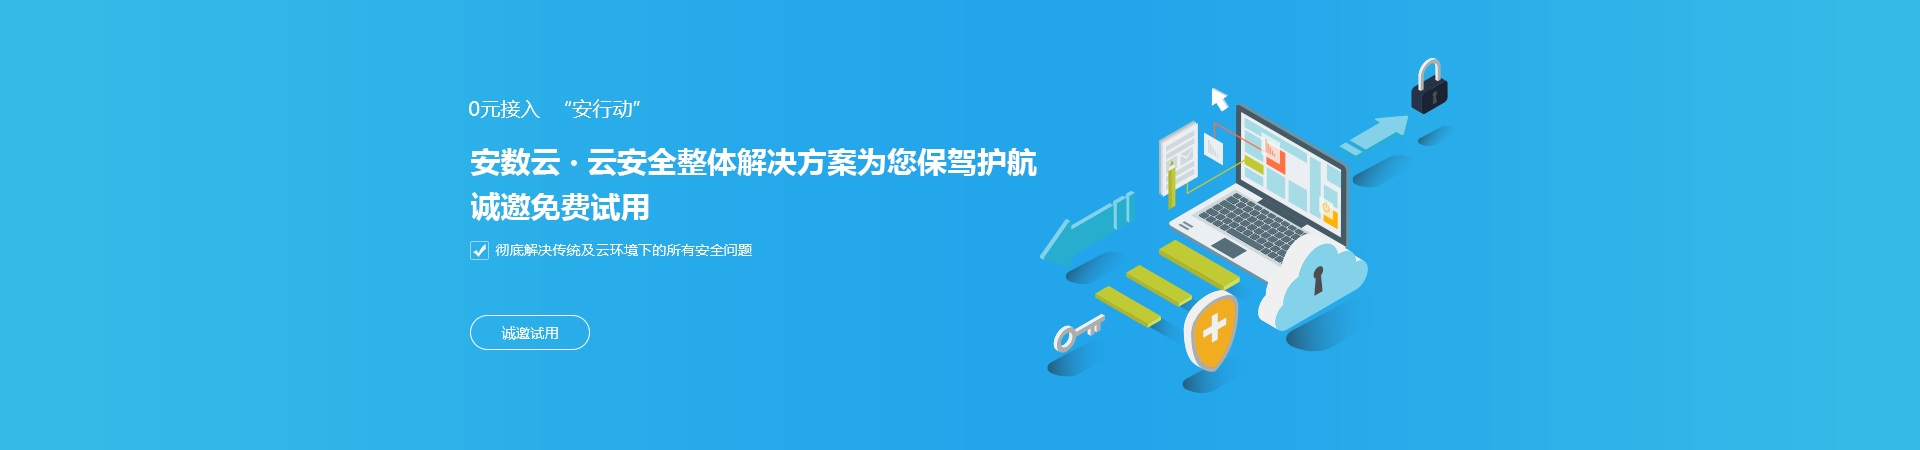 0元接入 “安行动”
安数云 · 云安全整体解决方案为您保驾护航
诚邀免费试用
彻底解决传统及云环境下的所有安全问题
诚邀试用